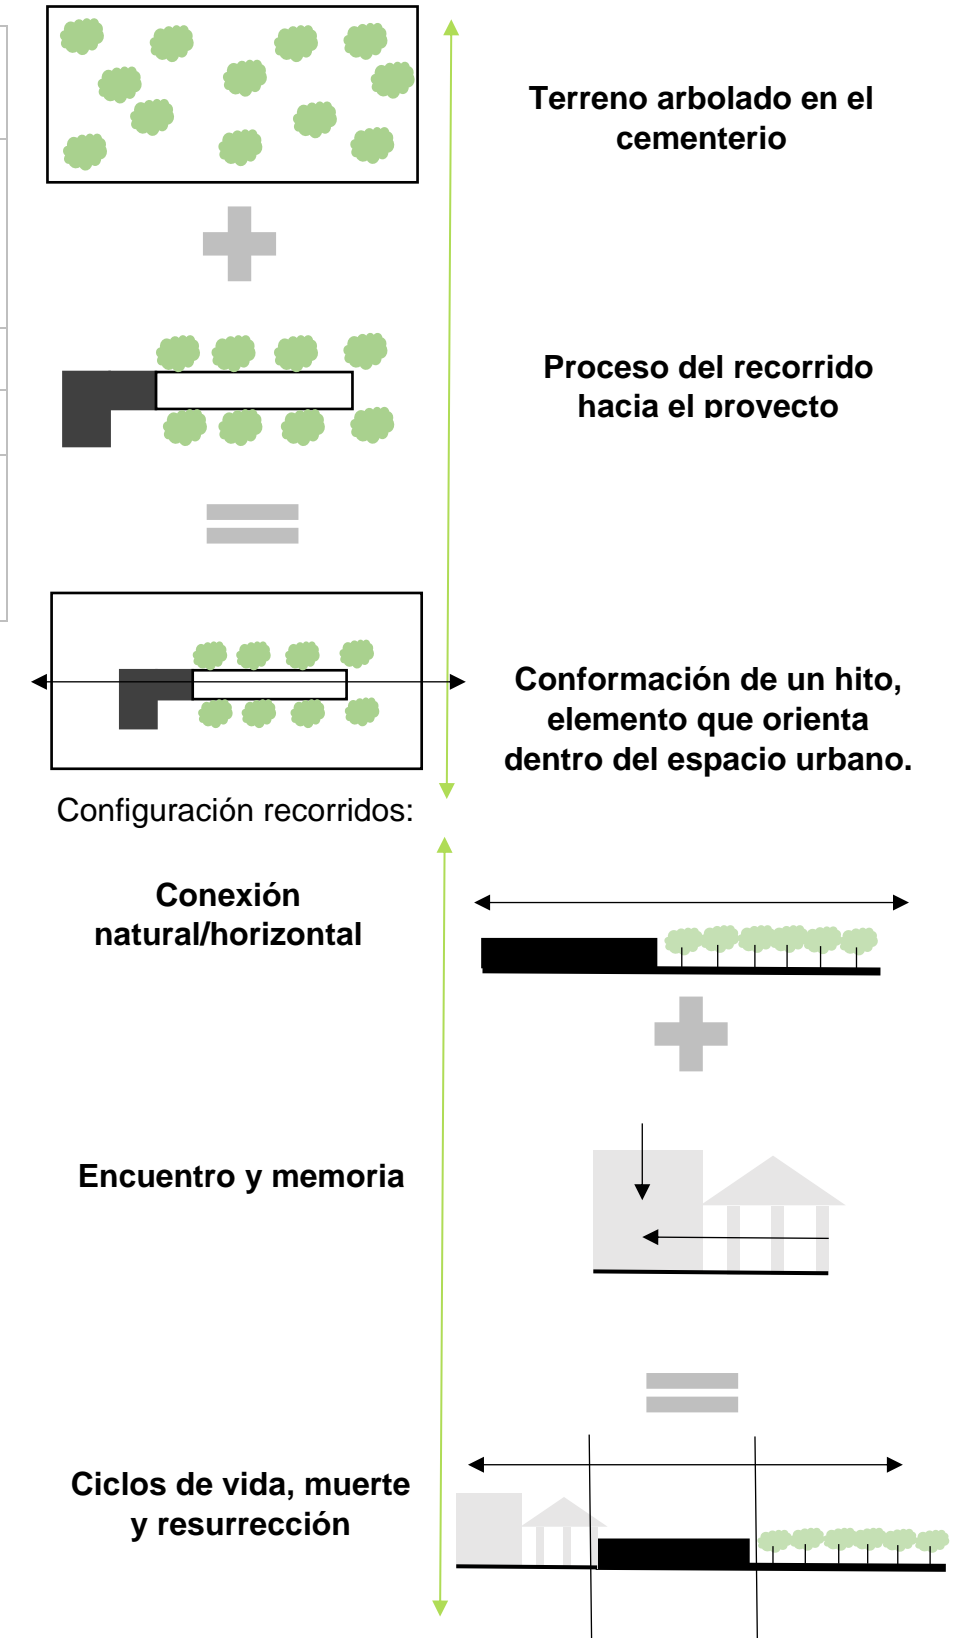 Terreno arbolado en el
cementerio
Proceso del recorrido
hacia el proyecto
Conformación de un hito,
elemento que orienta
dentro del espacio urbano.
Configuración recorridos:
Conexión
natural/horizontal
Encuentro y memoria
Ciclos de vida, muerte
y resurrección